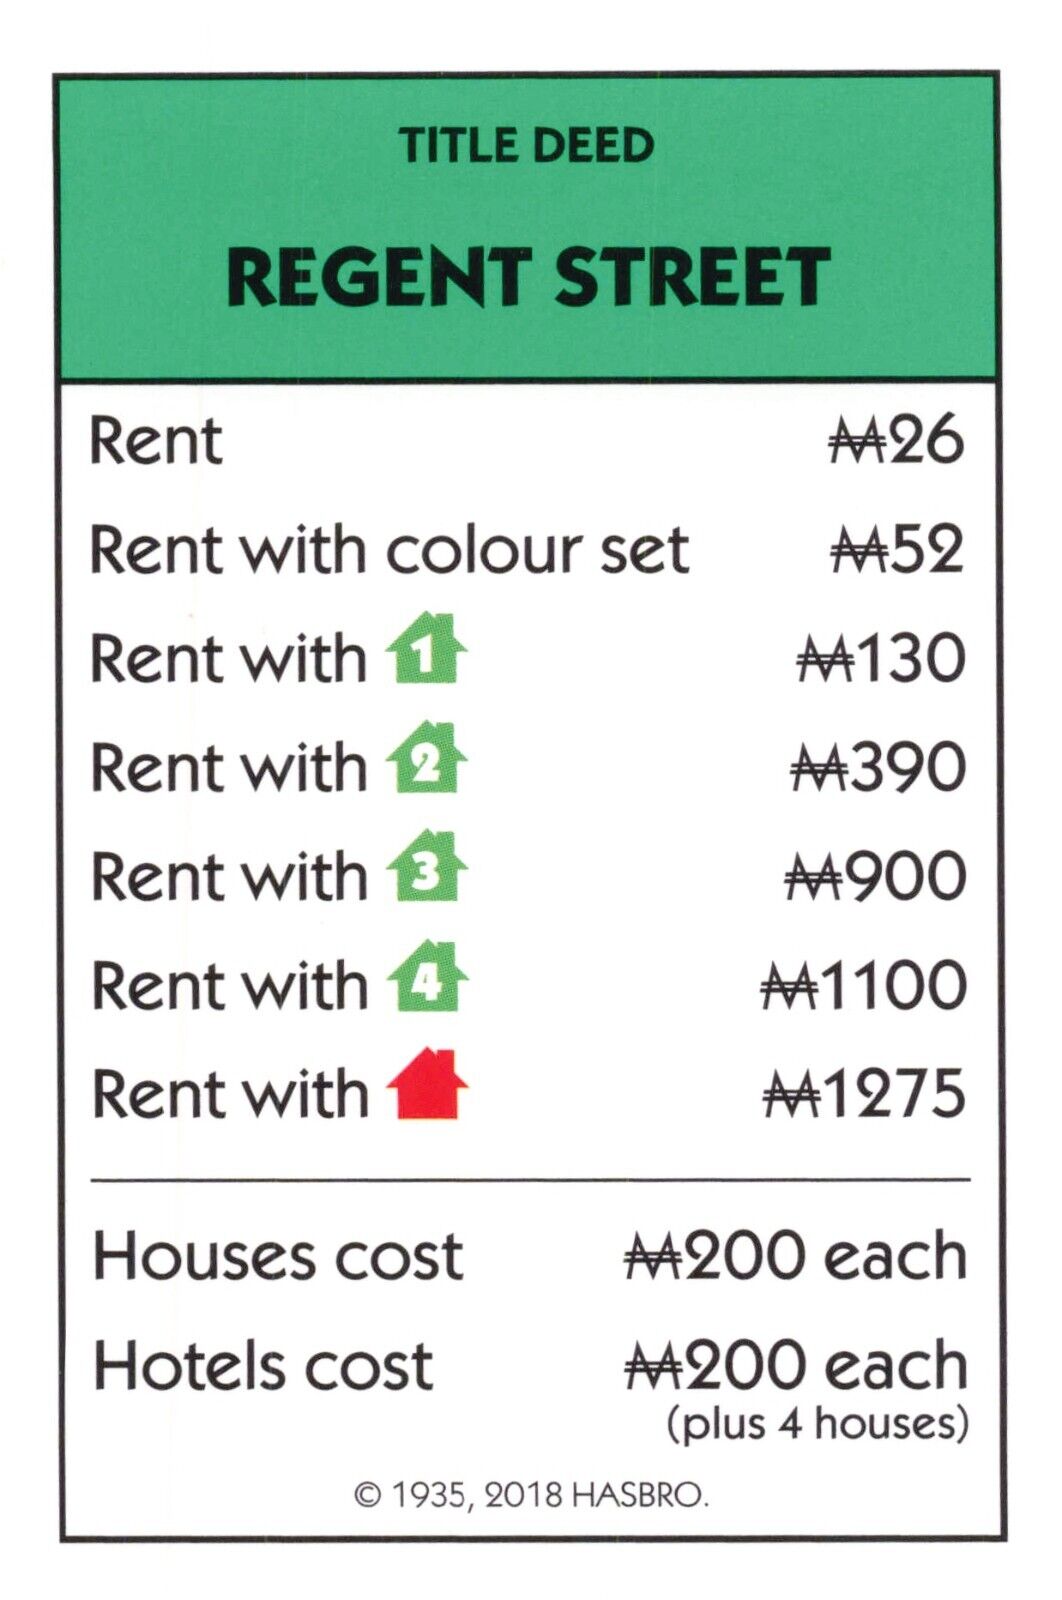 TITLE DEED
REGENT STREET
Rent ₩26
Rent with colour set ₩52
Rent with 1 ₩130
Rent with 2 ₩390
Rent with 3 ₩900
Rent with 4 ₩1100
Rent with ₩1275
Houses cost ₩200 each
Hotels cost ₩200 each
(plus 4 houses)
© 1935, 2018 HASBRO.